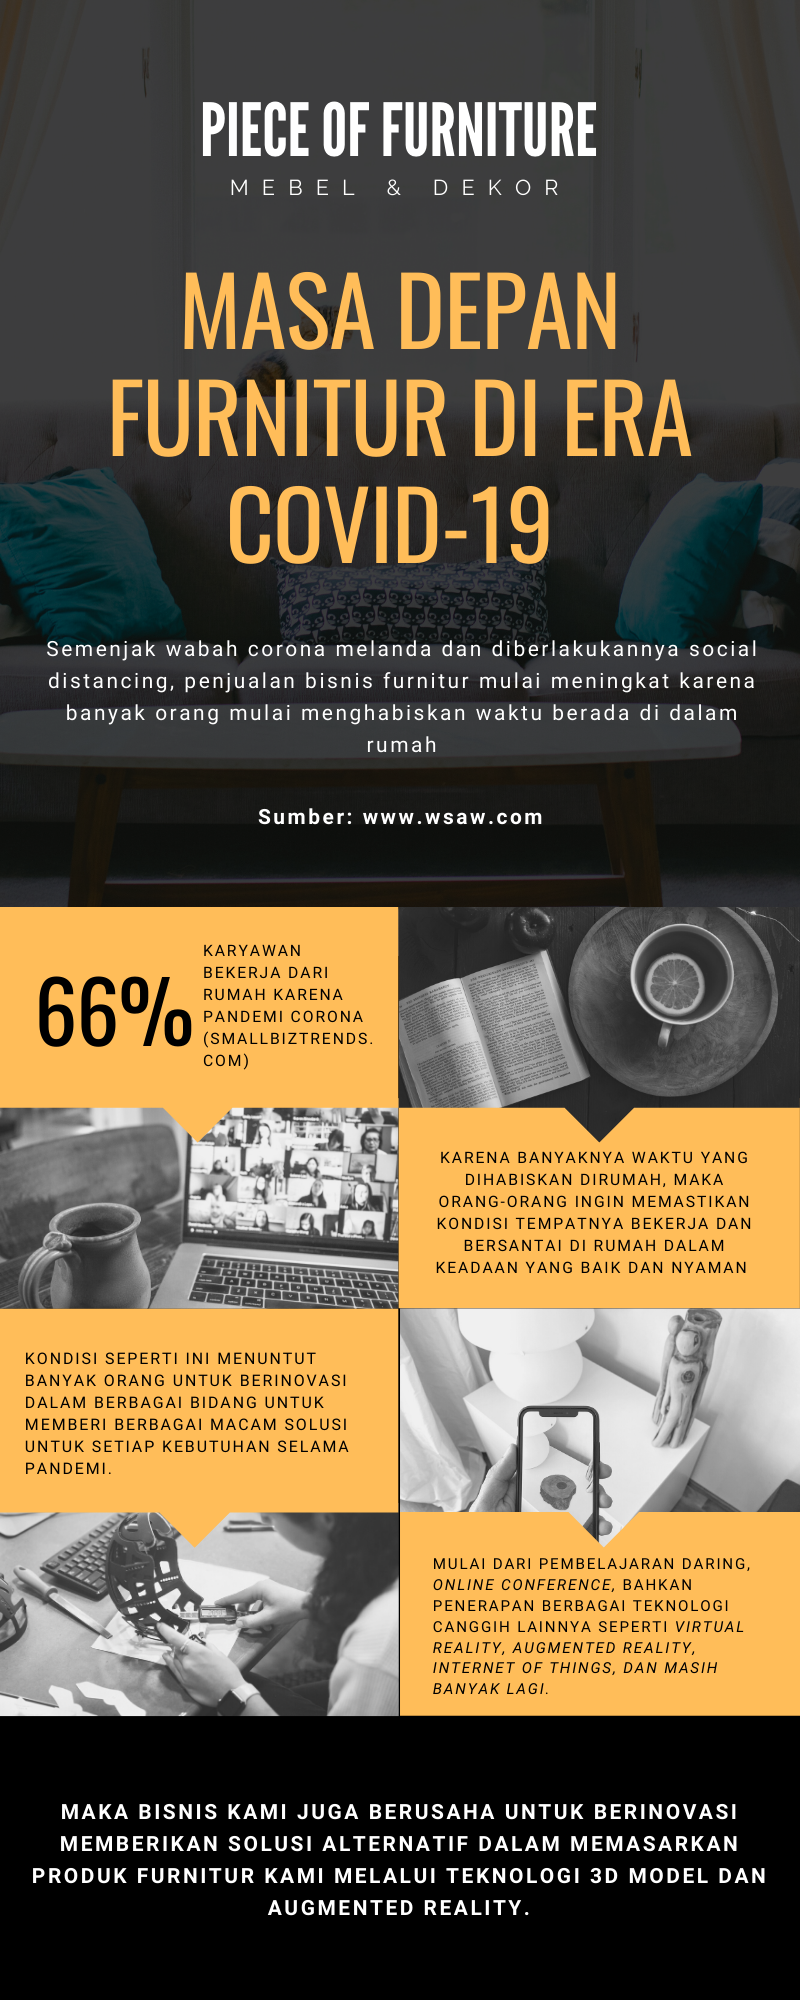 PIECE OF FURNITURE
MEBEL & DEKOR
MASA DEPAN
FURNITUR DI ERA
COVID-19
Semenjak wabah corona melanda dan diberlakukannya social
distancing, penjualan bisnis furnitur mulai meningkat karena
banyak orang mulai menghabiskan waktu berada di dalam
rumah
Sumber: www.wsaw.com
66%
KARYAWAN
BEKERJA DARI
RUMAH KARENA
PANDEMI CORONA
(SMALLBIZTRENDS.
COM)
KARENA BANYAKNYA WAKTU YANG
DIHABISKAN DIRUMAH, MAKA
ORANG-ORANG INGIN MEMASTIKAN
KONDISI TEMPATNYA BEKERJA DAN
BERSANTAI DI RUMAH DALAM
KEADAAN YANG BAIK DAN NYAMAN
KONDISI SEPERTI INI MENUNTUT
BANYAK ORANG UNTUK BERINOVASI
DALAM BERBAGAI BIDANG UNTUK
MEMBERI BERBAGAI MACAM SOLUSI
UNTUK SETIAP KEBUTUHAN SELAMA
PANDEMI.
MULAI DARI PEMBELAJARAN DARING,
ONLINE CONFERENCE, BAHKAN
PENERAPAN BERBAGAI TEKNOLOGI
CANGGIH LAINNYA SEPERTI VIRTUAL
REALITY, AUGMENTED REALITY,
INTERNET OF THINGS, DAN MASIH
BANYAK LAGI.
MAKA BISNIS KAMI JUGA BERUSAHA UNTUK BERINOVASI
MEMBERIKAN SOLUSI ALTERNATIF DALAM MEMASARKAN
PRODUK FURNITUR KAMI MELALUI TEKNOLOGI 3D MODEL DAN
AUGMENTED REALITY.